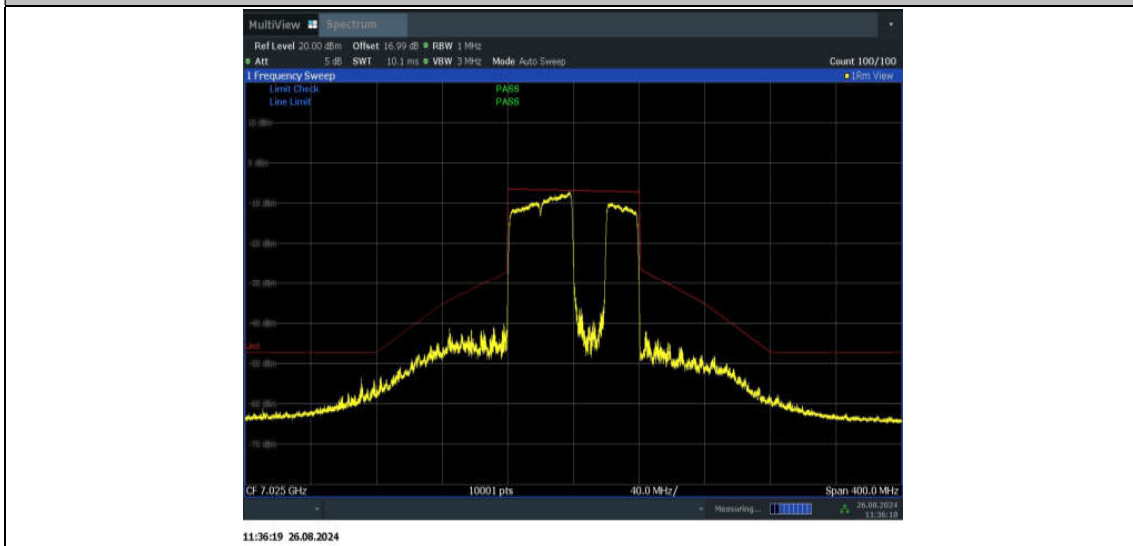 MultiView Spectrum
Ref Level 20.00 dBm Offset 16.99 dB RBW 1 MHz
Att 5 dB SWT 10.1 ms VBW 3 MHz Mode Auto Sweep Count 100/100
1 Frequency Sweep 1Rm View
Limit Check PASS
Line Limit PASS
10 dBm
0 dBm
-10 dBm
-20 dBm
-30 dBm
-40 dBm
-50 dBm
-60 dBm
-70 dBm
CF 7.025 GHz 10001 pts 40.0 MHz/ Span 400.0 MHz
Measuring... 26.08.2024
11:36:18
11:36:19 26.08.2024